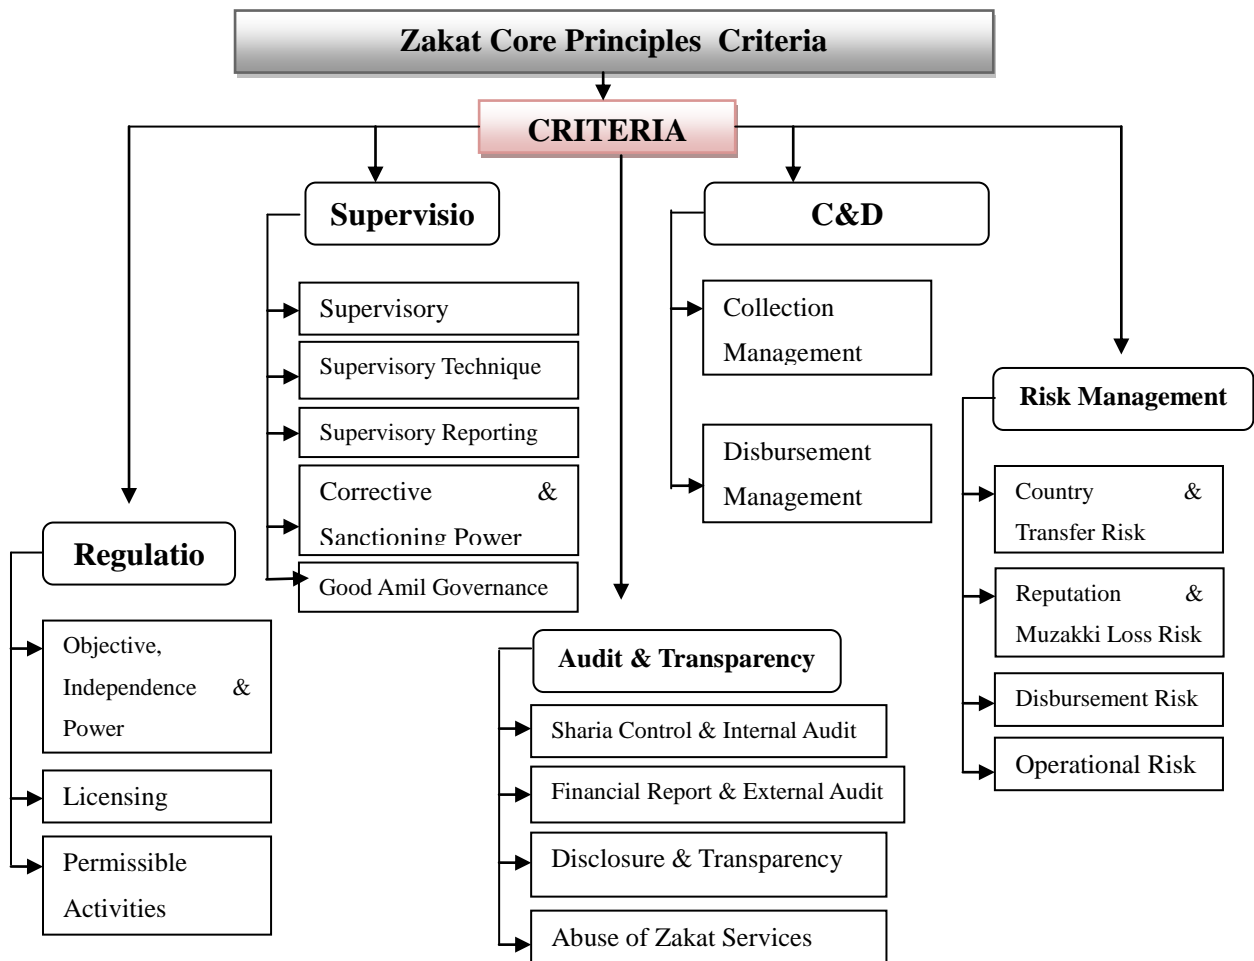 Zakat Core Principles Criteria
CRITERIA
Supervisio
C&D
Supervisory
Supervisory Technique
Supervisory Reporting
Corrective &
Sanctioning Power
Good Amil Governance
Collection
Management
Disbursement
Management
Risk Management
Country &
Transfer Risk
Reputation &
Muzakki Loss Risk
Disbursement Risk
Operational Risk
Regulatio
Objective,
Independence &
Power
Licensing
Permissible
Activities
Audit & Transparency
Sharia Control & Internal Audit
Financial Report & External Audit
Disclosure & Transparency
Abuse of Zakat Services